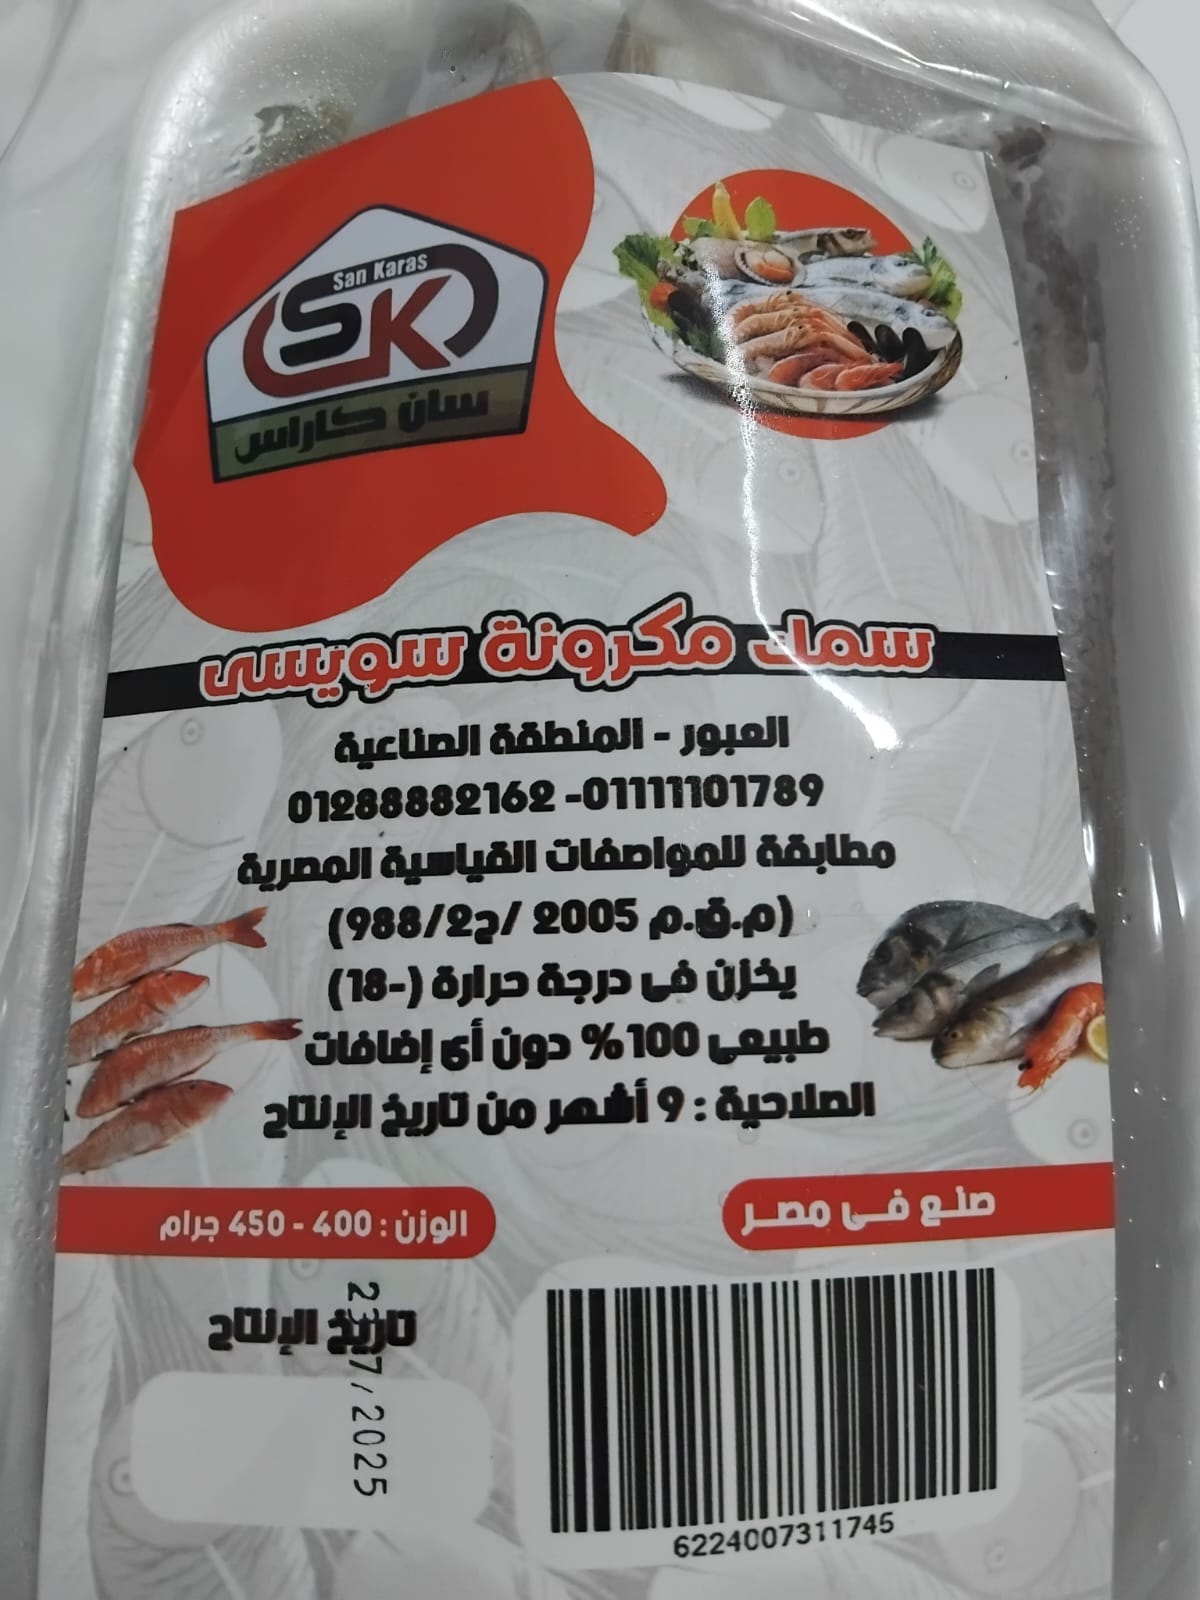 San Karas
SK
سان كاراس
سمك مكرونة سويسى
العبور - المنطقة الصناعية
01288882162 -01111101789
مطابقة للمواصفات القياسية المصرية
(م.ق.م 2005 /ج2/988)
يخزن فى درجة حرارة (-18)
طبيعى 100% دون أى إضافات
الصلاحية : 9 أشهر من تاريخ الإنتاج
صنع فى مصر
الوزن : 400 - 450 جرام
تاريخ الإنتاج
23/7/2025
6224007311745